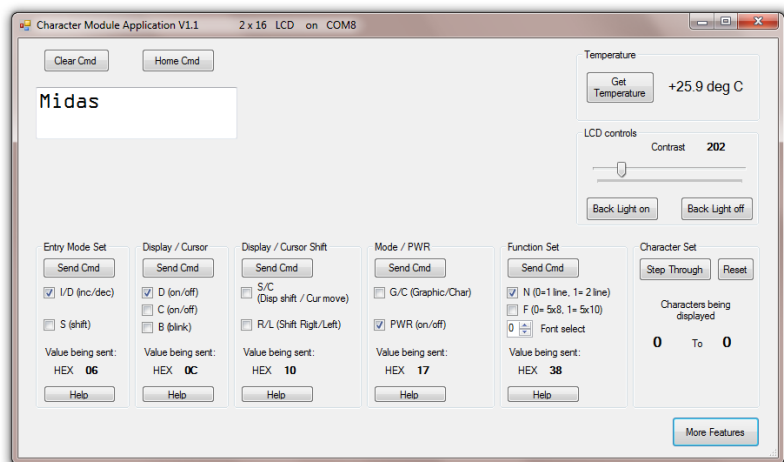 Character Module Application V1.1 2 x 16 LCD on COM8
Clear Cmd Home Cmd
Midas
Temperature
Get Temperature
+25.9 deg C
LCD controls
Contrast 202
Back Light on Back Light off
Entry Mode Set
Send Cmd
I/D (inc/dec)
S (shift)
Value being sent:
HEX 06
Help
Display / Cursor
Send Cmd
D (on/off)
C (on/off)
B (blink)
Value being sent:
HEX 0C
Help
Display / Cursor Shift
Send Cmd
S/C
(Disp shift / Cur move)
R/L (Shift Riglt/Left)
Value being sent:
HEX 10
Help
Mode / PWR
Send Cmd
G/C (Graphic/Char)
PWR (on/off)
Value being sent:
HEX 17
Help
Function Set
Send Cmd
N (0=1 line, 1= 2 line)
F (0= 5x8, 1= 5x10)
0 Font select
Value being sent:
HEX 38
Help
Character Set
Step Through Reset
Characters being
displayed
0 To 0
More Features